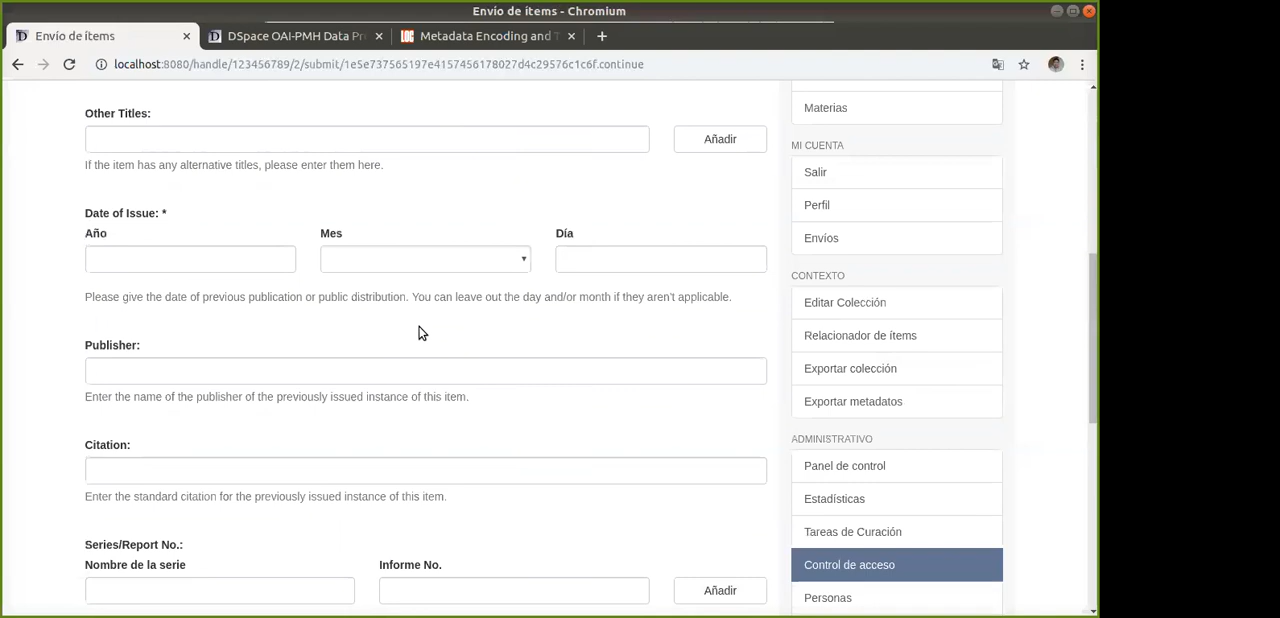 Envío de ítems - Chromium
Envío de ítems
DSpace OAI-PMH Data Pr
Metadata Encoding and T
localhost:8080/handle/123456789/2/submit/1e5e737565197e4157456178027d4c29576c1c6f.continue
Other Titles:
Añadir
If the item has any alternative titles, please enter them here.
Date of Issue: *
Año
Mes
Día
Please give the date of previous publication or public distribution. You can leave out the day and/or month if they aren't applicable.
Publisher:
Enter the name of the publisher of the previously issued instance of this item.
Citation:
Enter the standard citation for the previously issued instance of this item.
Series/Report No.:
Nombre de la serie
Informe No.
Añadir
Materias
MI CUENTA
Salir
Perfil
Envíos
CONTEXTO
Editar Colección
Relacionador de ítems
Exportar colección
Exportar metadatos
ADMINISTRATIVO
Panel de control
Estadísticas
Tareas de Curación
Control de acceso
Personas